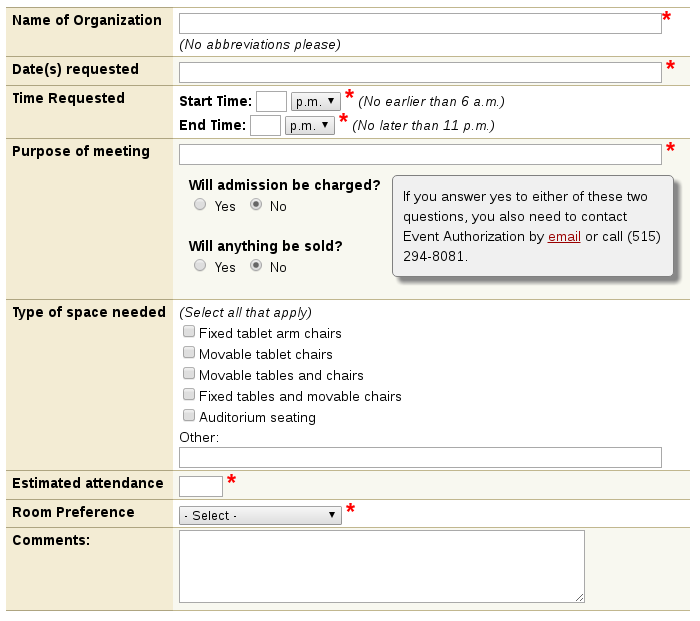 Name of Organization *
(No abbreviations please)
Date(s) requested *
Time Requested Start Time: p.m. ▼ * (No earlier than 6 a.m.)
End Time: p.m. ▼ * (No later than 11 p.m.)
Purpose of meeting *
Will admission be charged?
Yes No
Will anything be sold?
Yes No
If you answer yes to either of these two
questions, you also need to contact
Event Authorization by email or call (515)
294-8081.
Type of space needed (Select all that apply)
Fixed tablet arm chairs
Movable tablet chairs
Movable tables and chairs
Fixed tables and movable chairs
Auditorium seating
Other:
Estimated attendance *
Room Preference - Select - ▼ *
Comments: